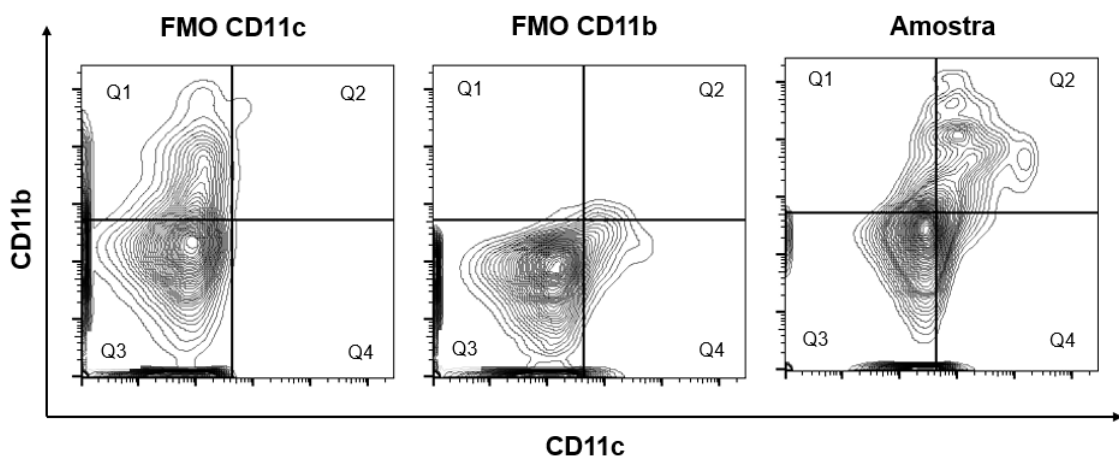 FMO CD11c
FMO CD11b
Amostra
Q1
Q2
Q3
Q4
Q1
Q2
Q3
Q4
Q1
Q2
Q3
Q4
CD11b
CD11c